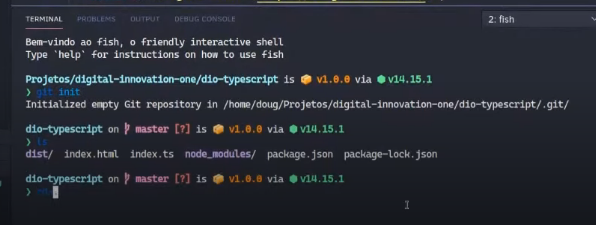 TERMINAL PROBLEMS OUTPUT DEBUG CONSOLE 2: fish
Bem-vindo ao fish, o friendly interactive shell
Type `help` for instructions on how to use fish
Projetos/digital-innovation-one/dio-typescript is 📦 v1.0.0 via ⬢ v14.15.1
❯ git init
Initialized empty Git repository in /home/doug/Projetos/digital-innovation-one/dio-typescript/.git/
dio-typescript on master [?] is 📦 v1.0.0 via ⬢ v14.15.1
❯ ls
dist/ index.html index.ts node_modules/ package.json package-lock.json
dio-typescript on master [?] is 📦 v1.0.0 via ⬢ v14.15.1
❯